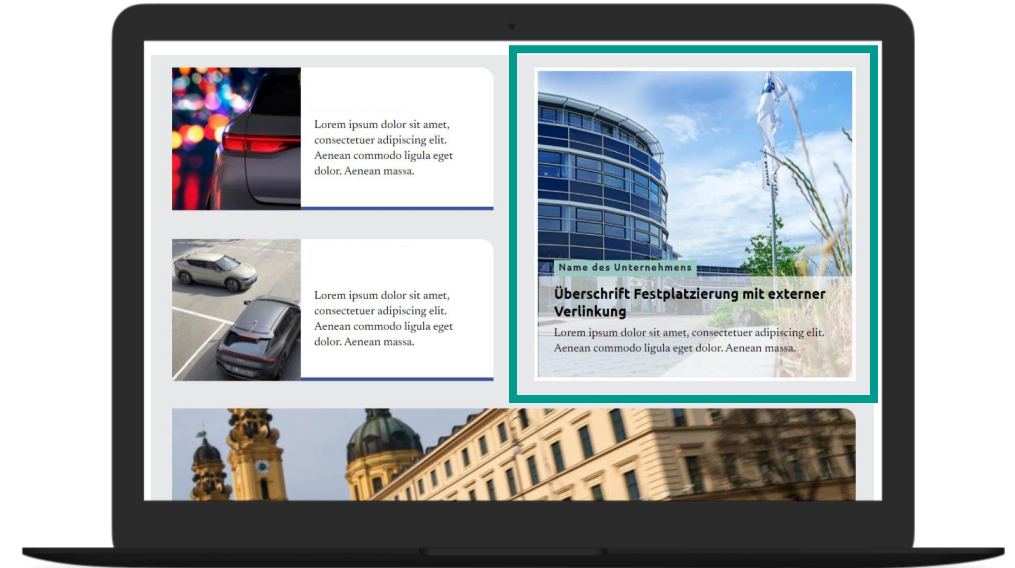 Lorem ipsum dolor sit amet,
consectetuer adipiscing elit.
Aenean commodo ligula eget
dolor. Aenean massa.
Lorem ipsum dolor sit amet,
consectetuer adipiscing elit.
Aenean commodo ligula eget
dolor. Aenean massa.
Name des Unternehmens
Überschrift Festplatzierung mit externer
Verlinkung
Lorem ipsum dolor sit amet, consectetuer adipiscing elit.
Aenean commodo ligula eget dolor. Aenean massa.